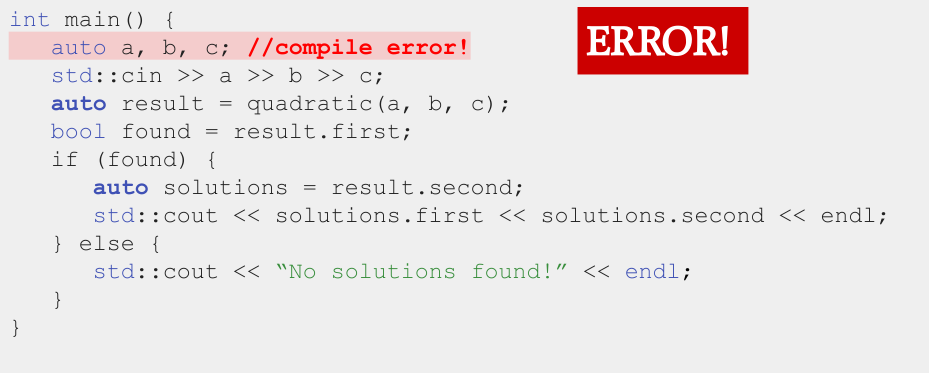 int main() {
auto a, b, c; //compile error!
ERROR!
std::cin >> a >> b >> c;
auto result = quadratic(a, b, c);
bool found = result.first;
if (found) {
auto solutions = result.second;
std::cout << solutions.first << solutions.second << endl;
} else {
std::cout << “No solutions found!” << endl;
}
}